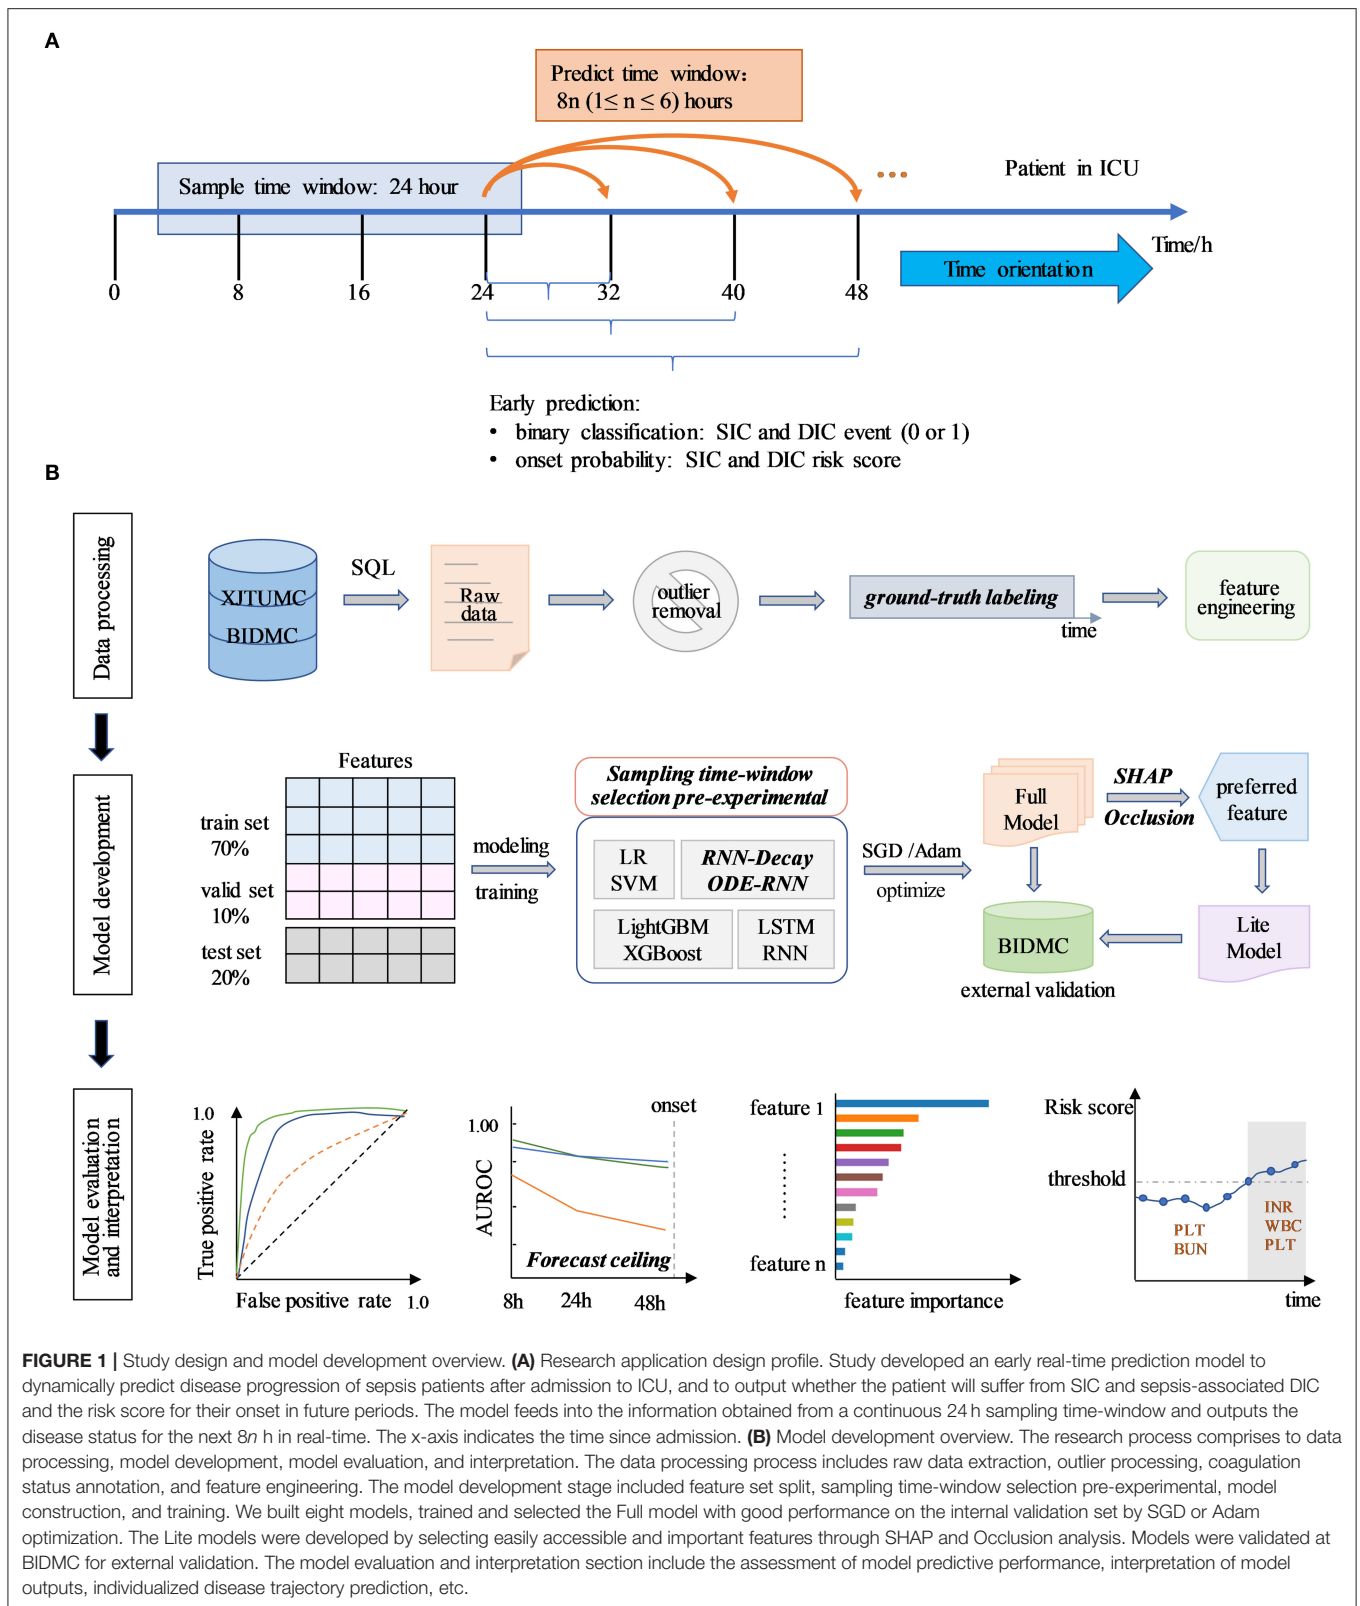 A
Predict time window:
8n (1≤ n ≤ 6) hours
Sample time window: 24 hour
Patient in ICU
Time/h
Time orientation
0 8 16 24 32 40 48
Early prediction:
• binary classification: SIC and DIC event (0 or 1)
• onset probability: SIC and DIC risk score
B
Data processing
XJTUMC
BIDMC
SQL
Raw
data
outlier
removal
ground-truth labeling
time
feature
engineering
Model development
Features
train set
70%
valid set
10%
test set
20%
modeling
training
Sampling time-window
selection pre-experimental
LR
SVM
RNN-Decay
ODE-RNN
LightGBM
XGBoost
LSTM
RNN
SGD /Adam
optimize
Full
Model
SHAP
Occlusion
preferred
feature
BIDMC
external validation
Lite
Model
Model evaluation
and interpretation
1.0
True positive rate
False positive rate 1.0
1.00
AUROC
onset
Forecast ceiling
8h 24h 48h
feature 1
feature n
feature importance
Risk score
threshold
PLT
BUN
INR
WBC
PLT
time
FIGURE 1 | Study design and model development overview. (A) Research application design profile. Study developed an early real-time prediction model to
dynamically predict disease progression of sepsis patients after admission to ICU, and to output whether the patient will suffer from SIC and sepsis-associated DIC
and the risk score for their onset in future periods. The model feeds into the information obtained from a continuous 24 h sampling time-window and outputs the
disease status for the next 8n h in real-time. The x-axis indicates the time since admission. (B) Model development overview. The research process comprises to data
processing, model development, model evaluation, and interpretation. The data processing process includes raw data extraction, outlier processing, coagulation
status annotation, and feature engineering. The model development stage included feature set split, sampling time-window selection pre-experimental, model
construction, and training. We built eight models, trained and selected the Full model with good performance on the internal validation set by SGD or Adam
optimization. The Lite models were developed by selecting easily accessible and important features through SHAP and Occlusion analysis. Models were validated at
BIDMC for external validation. The model evaluation and interpretation section include the assessment of model predictive performance, interpretation of model
outputs, individualized disease trajectory prediction, etc.